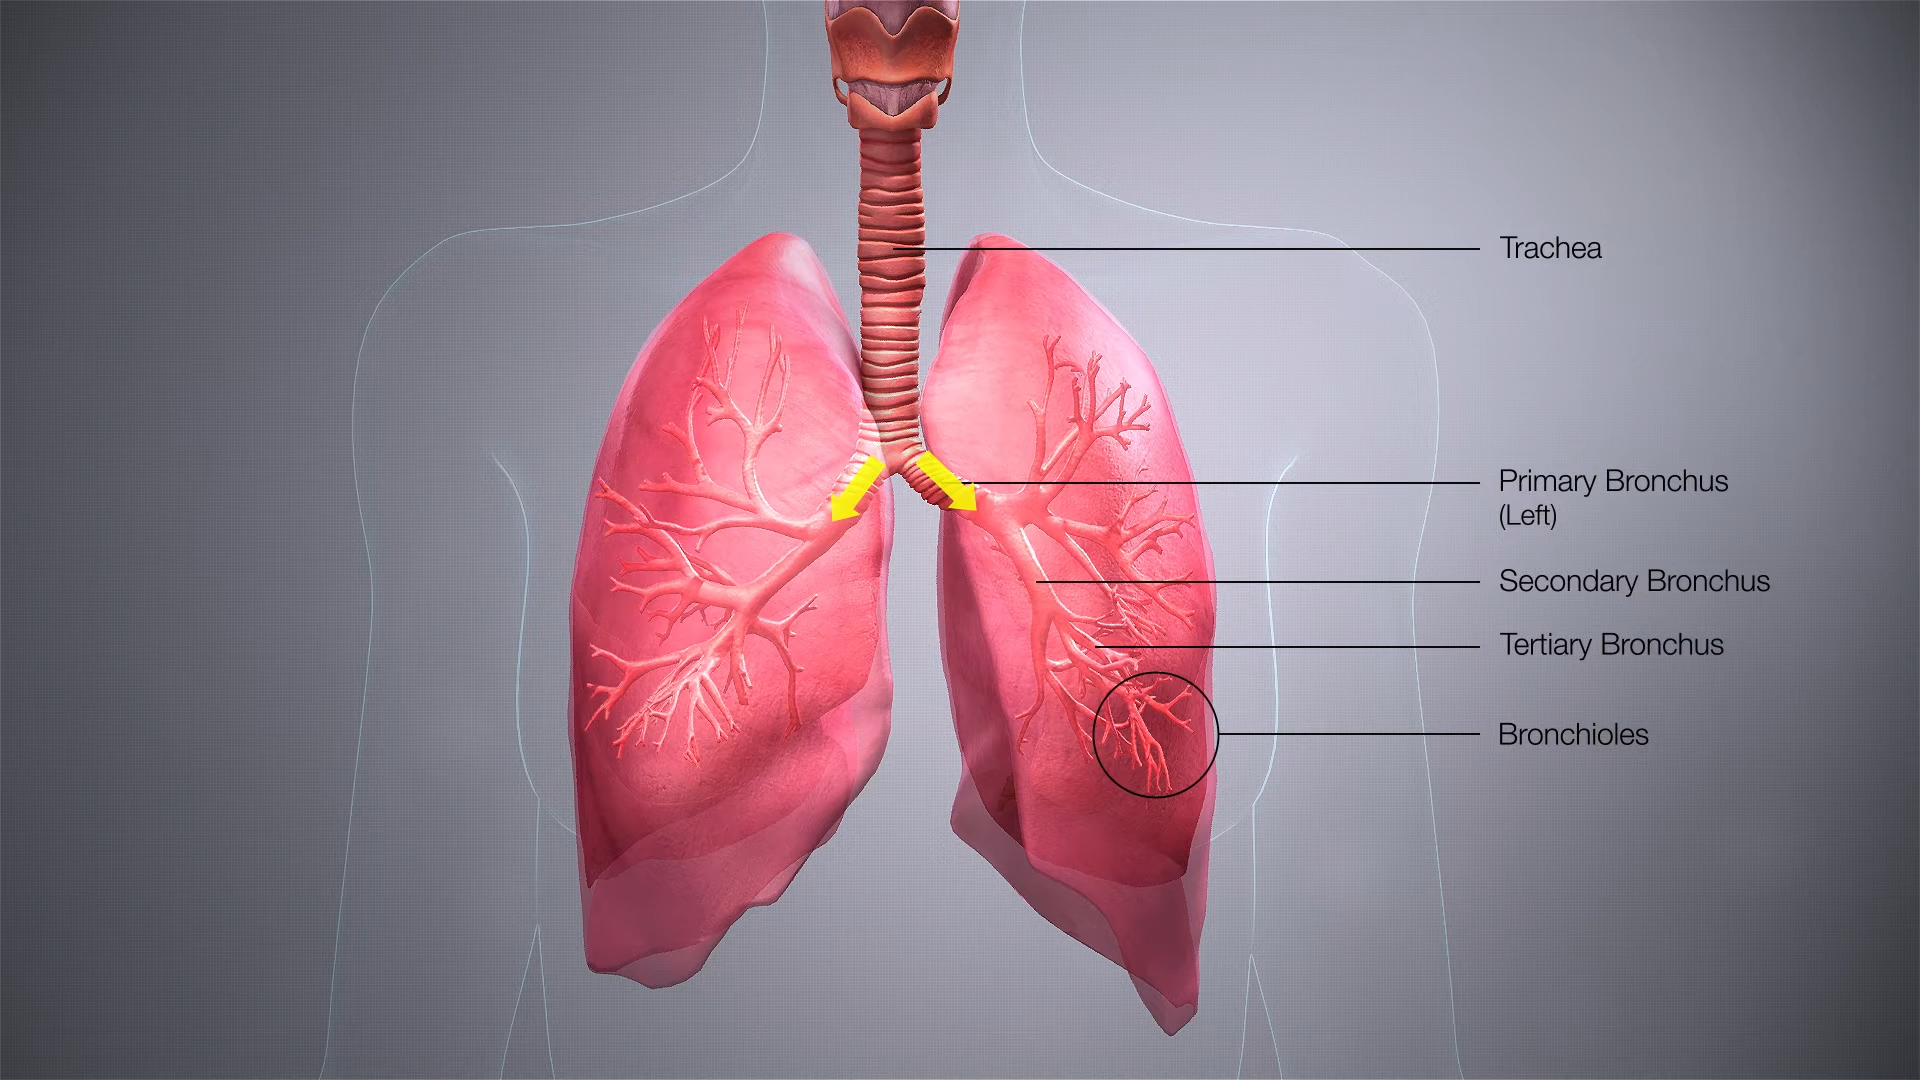 Trachea
Primary Bronchus
(Left)
Secondary Bronchus
Tertiary Bronchus
Bronchioles